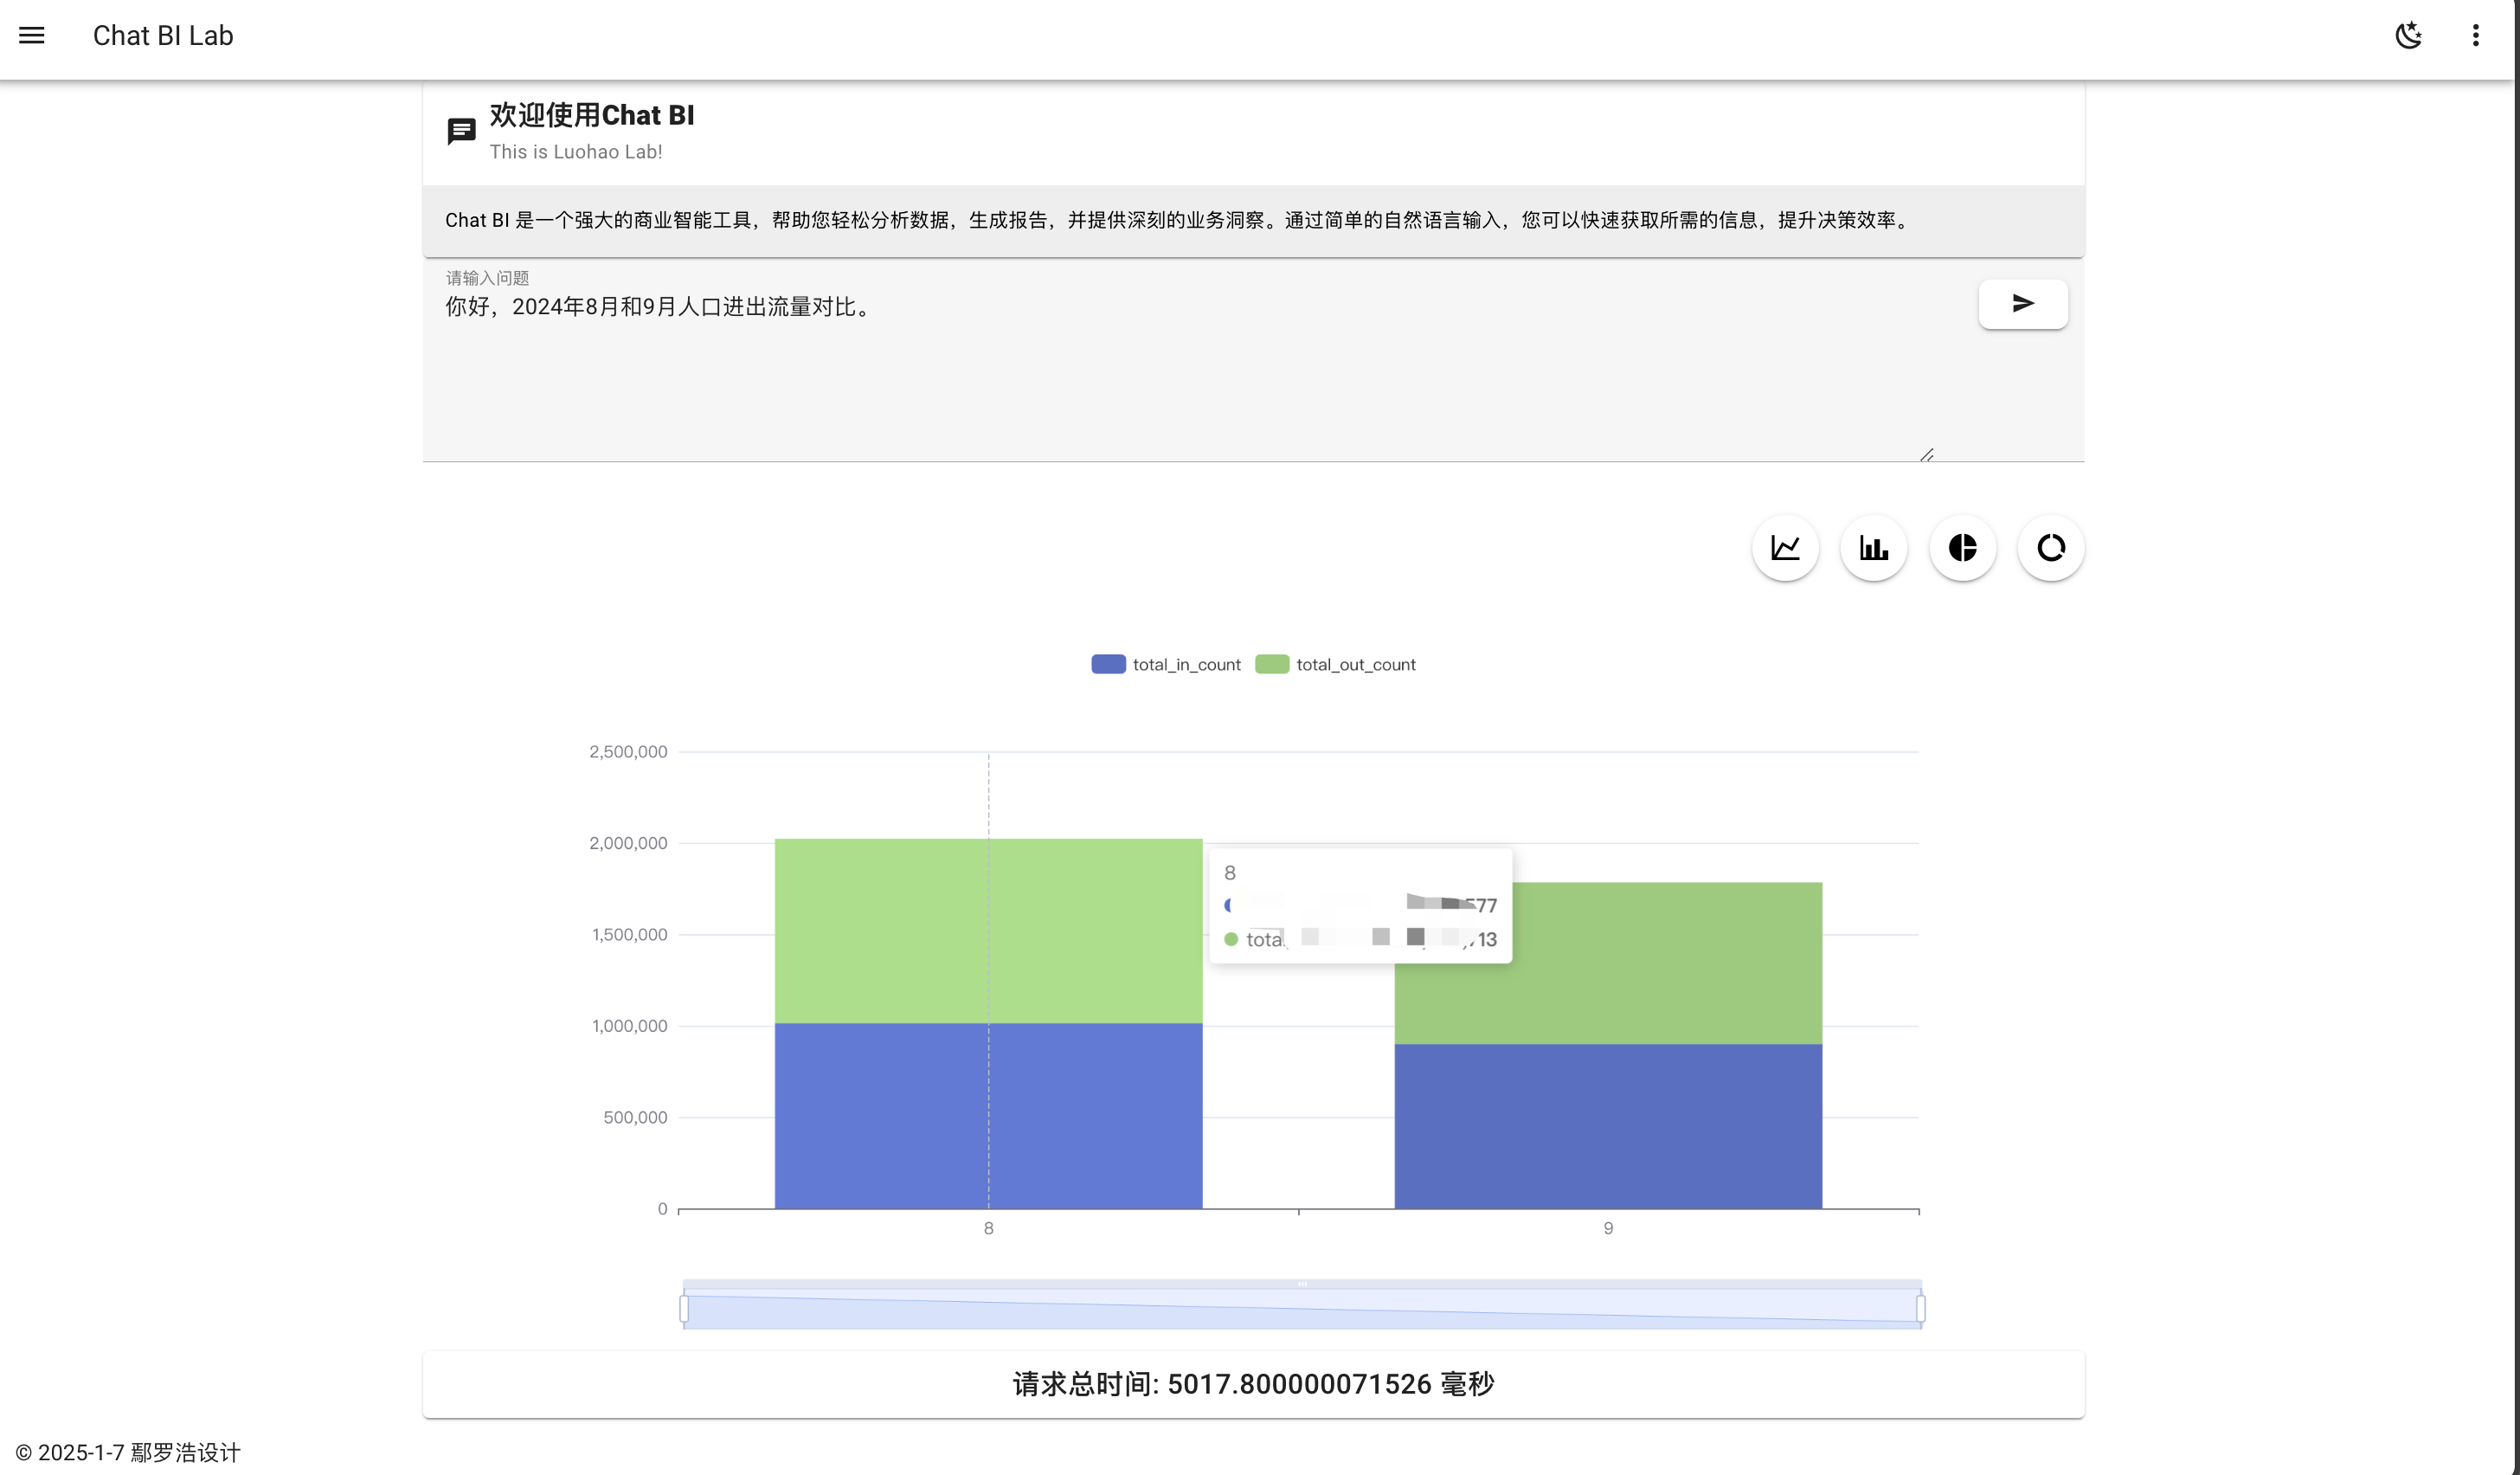 Chat BI Lab
欢迎使用Chat BI
This is Luohao Lab!
Chat BI 是一个强大的商业智能工具，帮助您轻松分析数据，生成报告，并提供深刻的业务洞察。通过简单的自然语言输入，您可以快速获取所需的信息，提升决策效率。
请输入问题
你好，2024年8月和9月人口进出流量对比。
total_in_count total_out_count
2,500,000
2,000,000
1,500,000
1,000,000
500,000
0
8
577
13
8 9
请求总时间: 5017.800000071526 毫秒
© 2025-1-7 鄢罗浩设计